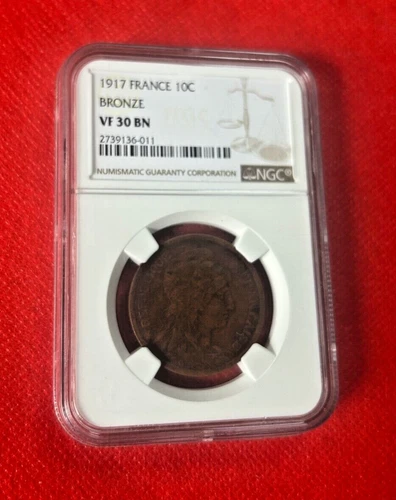 1917 FRANCE 10C
BRONZE
VF 30 BN
2739136-011
NUMISMATIC GUARANTY CORPORATION
NGC®